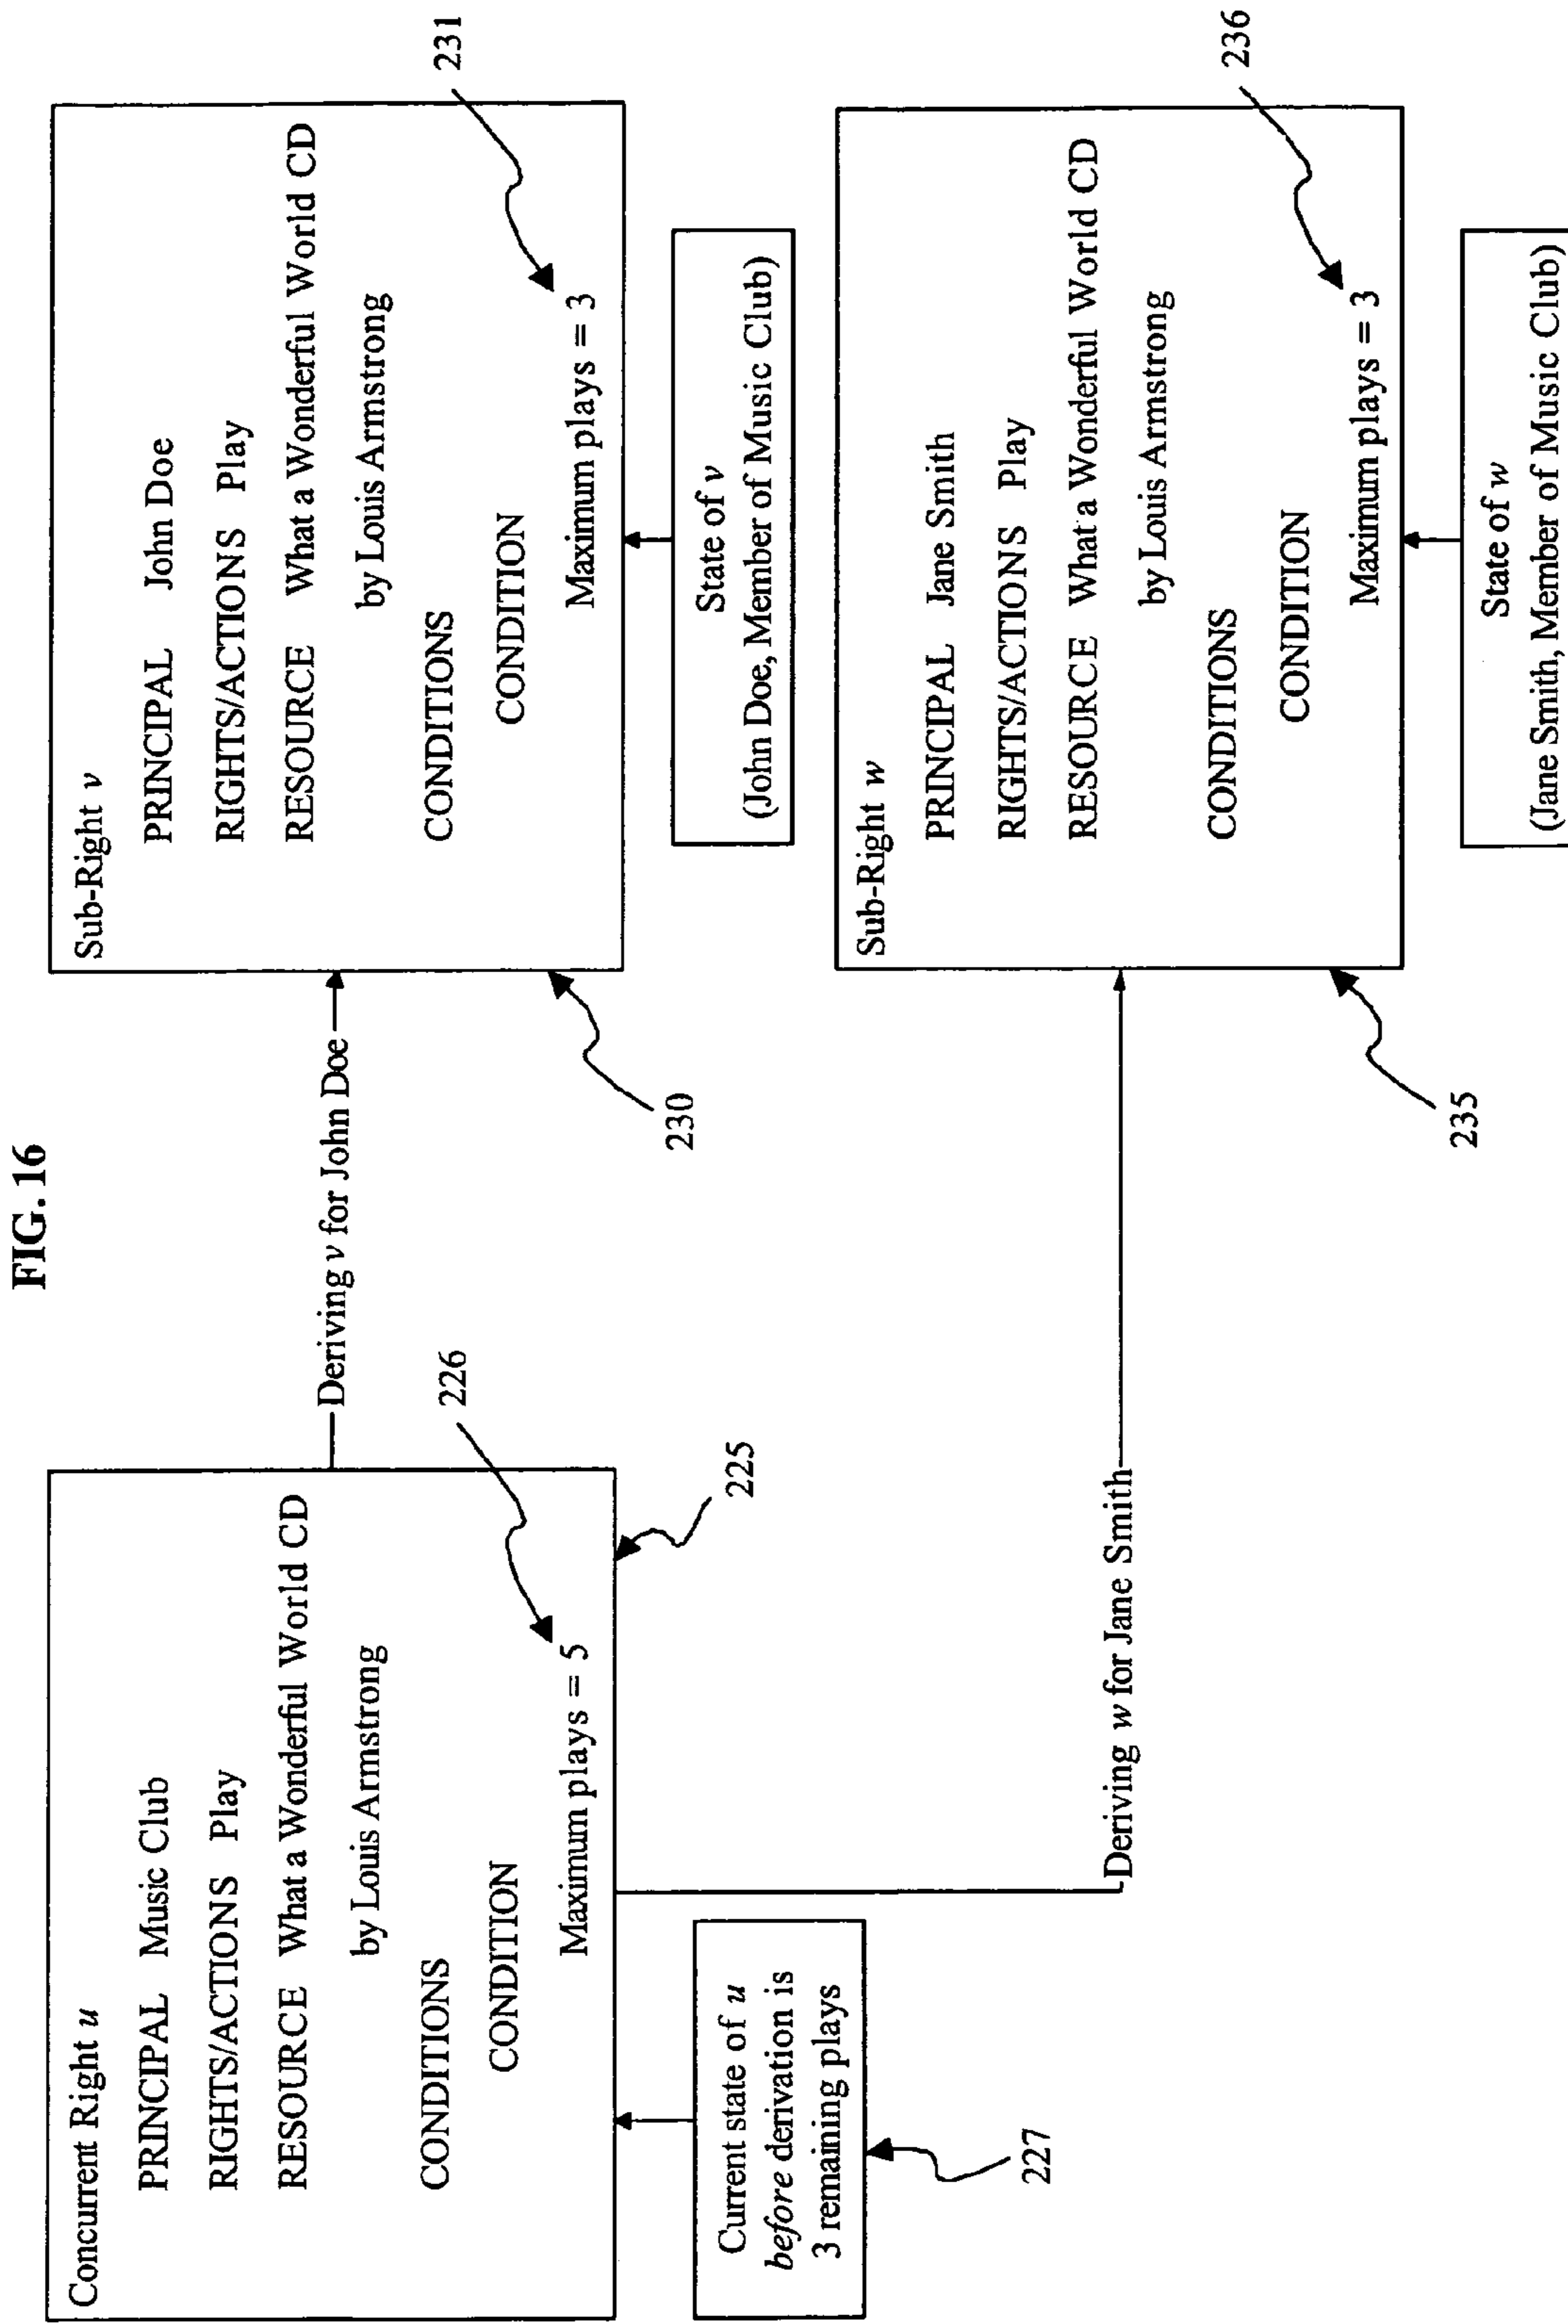 FIG. 16
Concurrent Right u
PRINCIPAL Music Club
RIGHTS/ACTIONS Play
RESOURCE What a Wonderful World CD
by Louis Armstrong
CONDITIONS
CONDITION
Maximum plays = 5
226
225
Current state of u
before derivation is
3 remaining plays
227
Deriving v for John Doe
Sub-Right v
PRINCIPAL John Doe
RIGHTS/ACTIONS Play
RESOURCE What a Wonderful World CD
by Louis Armstrong
CONDITIONS
CONDITION
Maximum plays = 3
231
230
State of v
(John Doe, Member of Music Club)
Deriving w for Jane Smith
Sub-Right w
PRINCIPAL Jane Smith
RIGHTS/ACTIONS Play
RESOURCE What a Wonderful World CD
by Louis Armstrong
CONDITIONS
CONDITION
Maximum plays = 3
236
235
State of w
(Jane Smith, Member of Music Club)